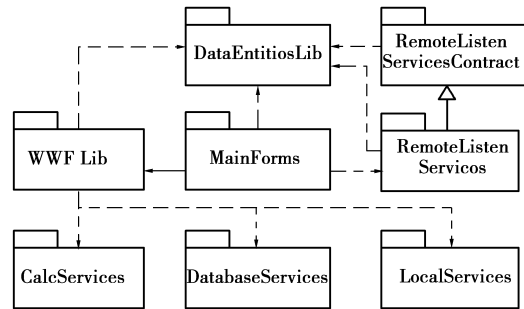 DataEntitiosLib
RemoteListen
ServicesContract
WWF Lib
MainForms
RemoteListen
Servicos
CalcServices
DatabaseServices
LocalServices